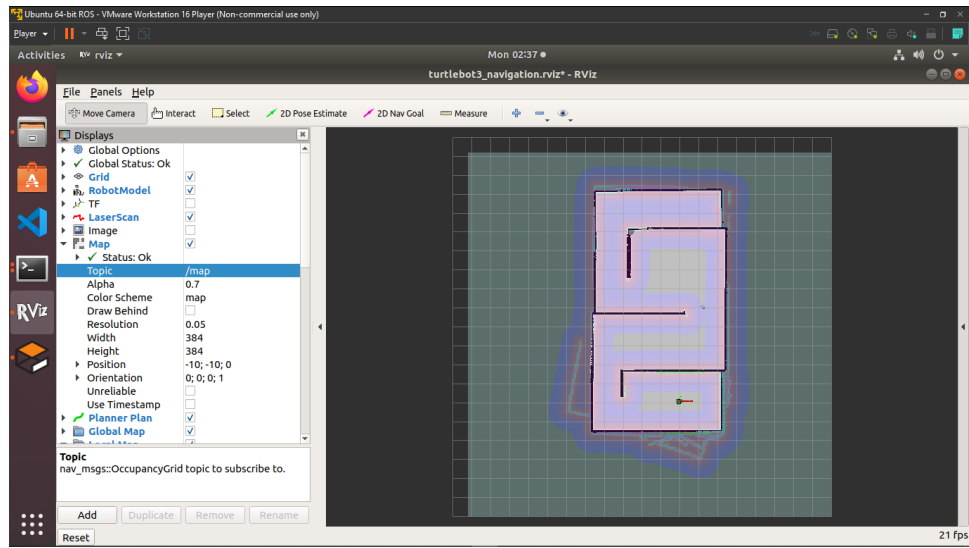 Ubuntu 64-bit ROS - VMware Workstation 16 Player (Non-commercial use only)
Player
Activities RViz rviz Mon 02:37
turtlebot3_navigation.rviz* - RViz
File Panels Help
Move Camera Interact Select 2D Pose Estimate 2D Nav Goal Measure
Displays
Global Options
Global Status: Ok
Grid
RobotModel
TF
LaserScan
Image
Map
Status: Ok
Topic /map
Alpha 0.7
Color Scheme map
Draw Behind
Resolution 0.05
Width 384
Height 384
Position -10; -10; 0
Orientation 0; 0; 0; 1
Unreliable
Use Timestamp
Planner Plan
Global Map
Topic
nav_msgs::OccupancyGrid topic to subscribe to.
Add Duplicate Remove Rename
Reset 21 fps
RViz